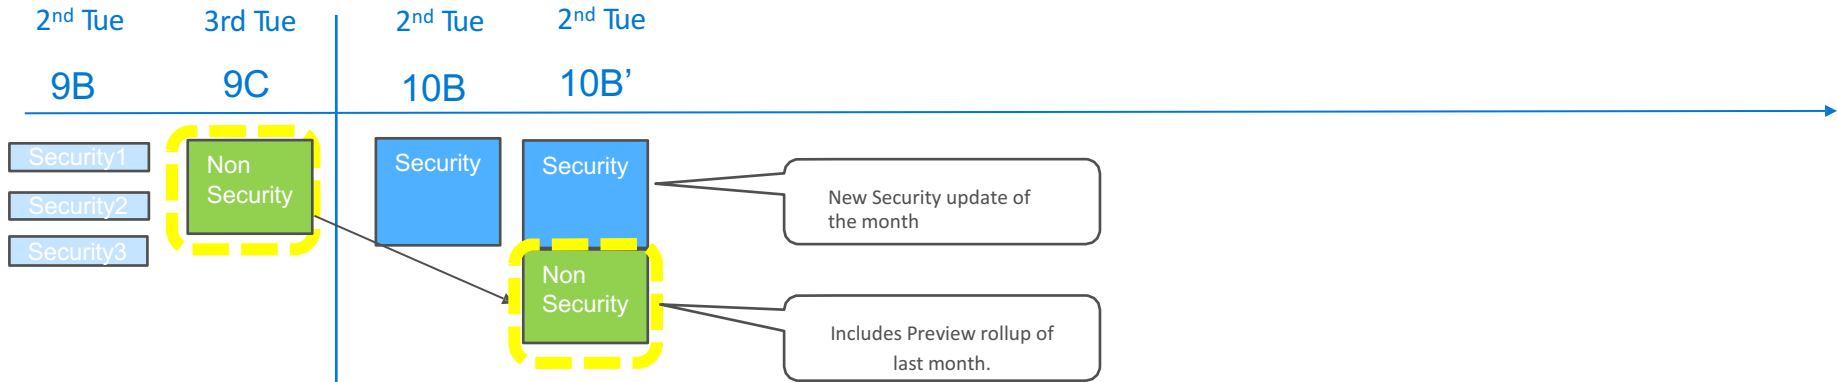 2nd Tue
3rd Tue
2nd Tue
2nd Tue
9B
9C
10B
10B’
Security1
Security2
Security3
Non
Security
Security
Security
Non
Security
New Security update of
the month
Includes Preview rollup of
last month.